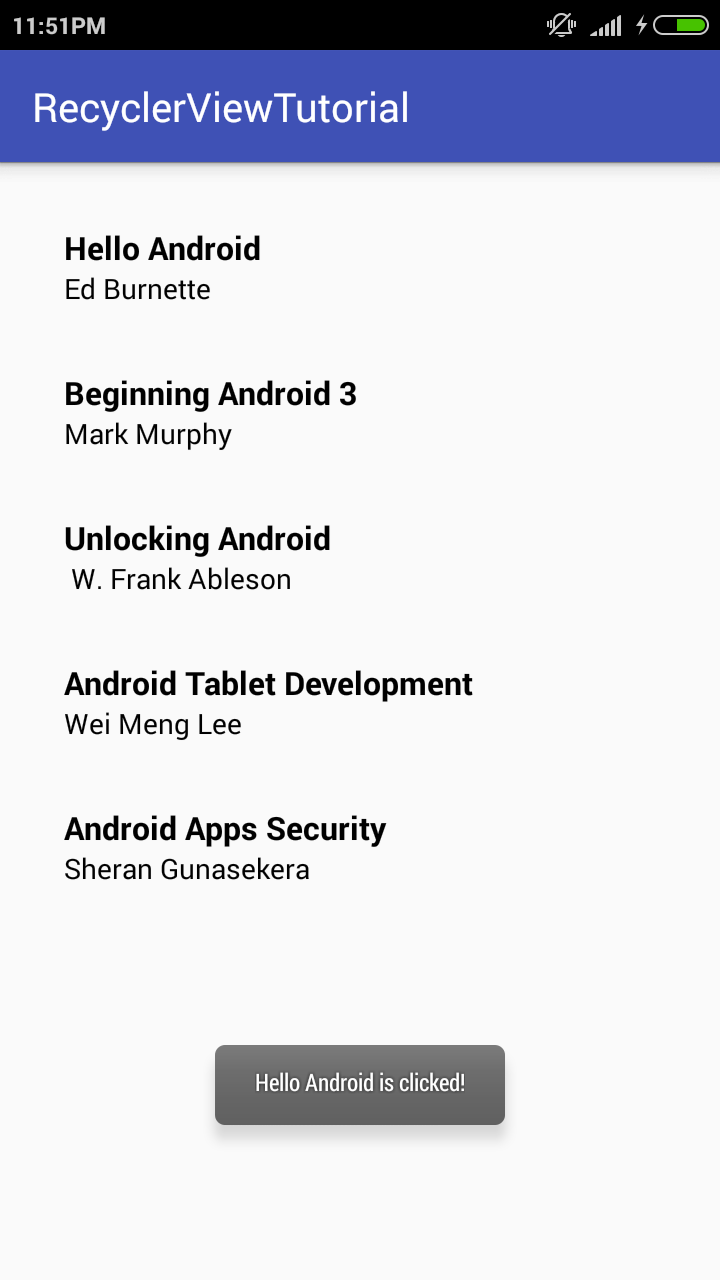 11:51PM
RecyclerViewTutorial
Hello Android
Ed Burnette
Beginning Android 3
Mark Murphy
Unlocking Android
W. Frank Ableson
Android Tablet Development
Wei Meng Lee
Android Apps Security
Sheran Gunasekera
Hello Android is clicked!